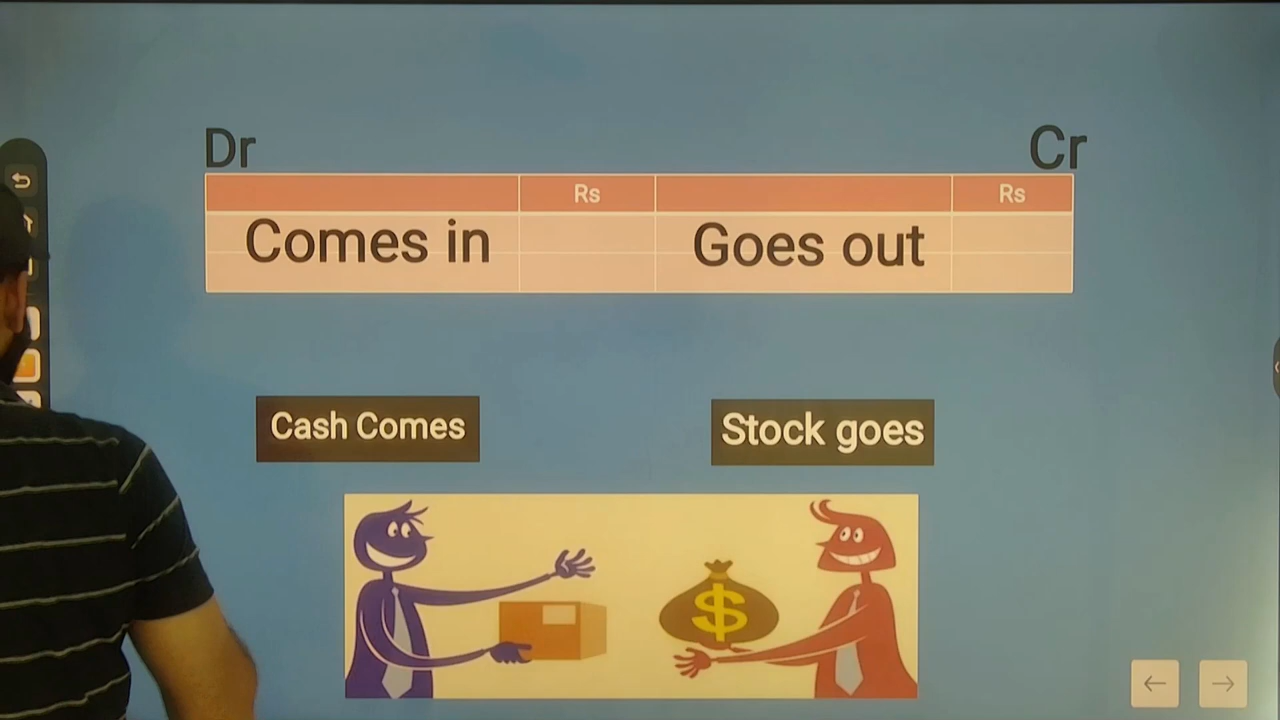 Dr
Cr
Rs
Rs
Comes in
Goes out
Cash Comes
Stock goes
$